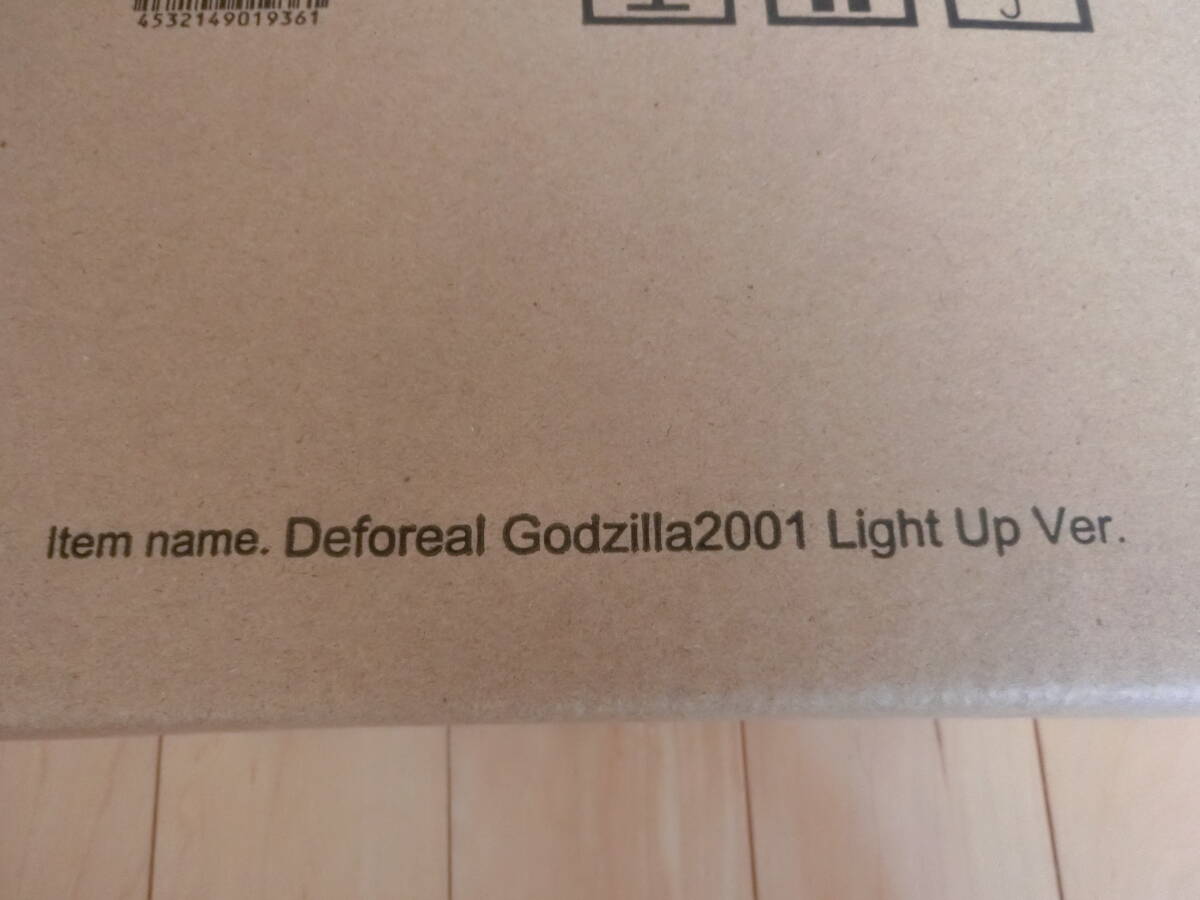 4532149019361
Item name. Deforeal Godzilla2001 Light Up Ver.